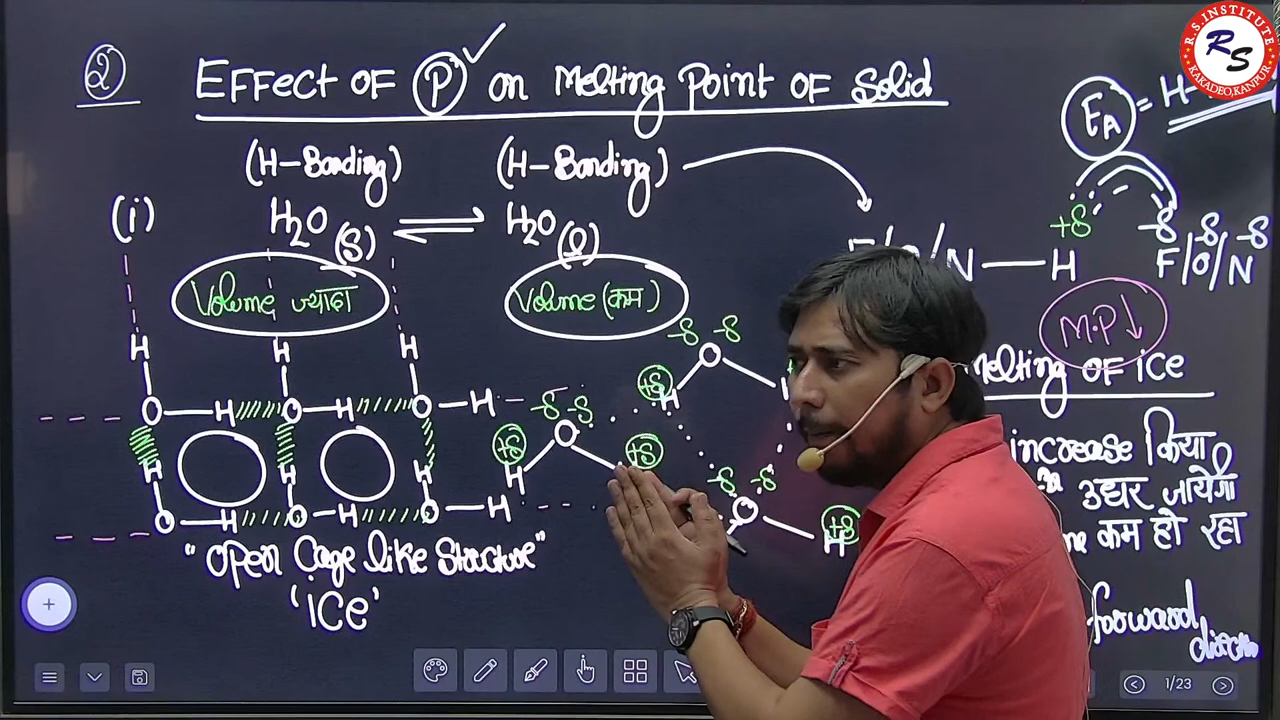 2
EFFECT OF P ✓ on Melting Point OF Solid
(H-Bonding) (H-Bonding)
(i) H2O(s) ⇌ H2O(l)
Volume ज्यादा Volume (कम)
EA = H
+δ -δ -δ -δ
N — H F/O/N
M.P↓
Melting OF ice
increase किया
उधर जायेगा
कम हो रहा
forward
H H H
O H O H O H
H H H
O H O H O H
-δ -δ
+δ O +δ
H
-δ -δ
+δ O
H
-δ -δ
O +δ
H
"Open Cage like Structure"
'ice'
1/23
R.S.INSTITUTE
RS
KAKADEO,KANPUR